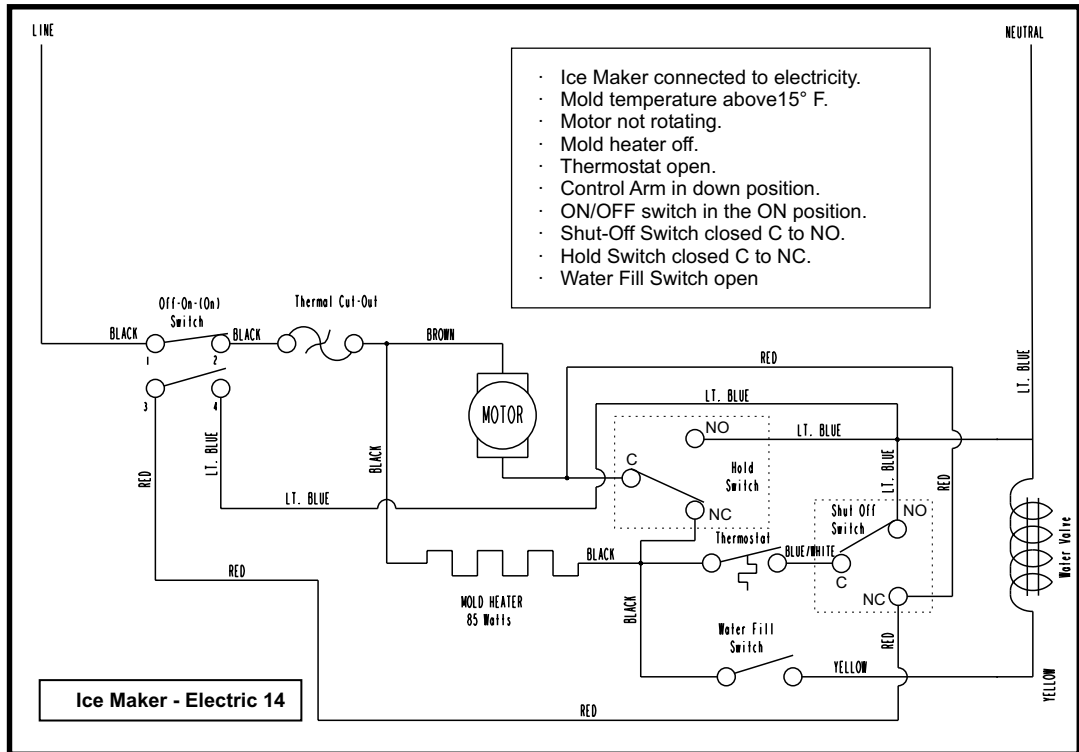 LINE
NEUTRAL
· Ice Maker connected to electricity.
· Mold temperature above15° F.
· Motor not rotating.
· Mold heater off.
· Thermostat open.
· Control Arm in down position.
· ON/OFF switch in the ON position.
· Shut-Off Switch closed C to NO.
· Hold Switch closed C to NC.
· Water Fill Switch open
Off-On-(On)
Switch
Thermal Cut-Out
BLACK
BLACK
BROWN
1
2
3
4
RED
LT. BLUE
LT. BLUE
MOTOR
NO
LT. BLUE
C
Hold
Switch
NC
BLACK
RED
LT. BLUE
LT. BLUE
LT. BLUE
RED
Shut Off
Switch
NO
Thermostat
BLUE/WHITE
C
NC
BLACK
RED
MOLD HEATER
85 Watts
BLACK
Water Fill
Switch
YELLOW
RED
Water Valve
YELLOW
Ice Maker - Electric 14
RED